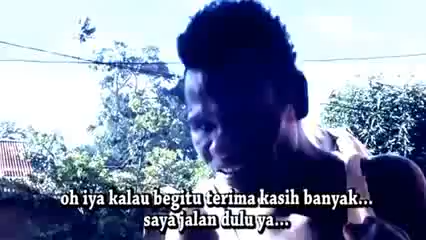 oh iya kalau begitu terima kasih banyak...
saya jalan dulu ya...